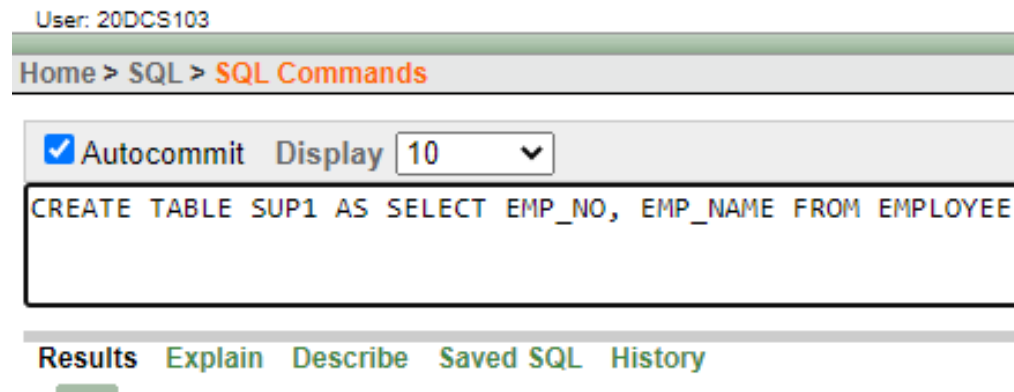 User: 20DCS103
Home > SQL > SQL Commands
Autocommit Display 10
CREATE TABLE SUP1 AS SELECT EMP_NO, EMP_NAME FROM EMPLOYEE
Results Explain Describe Saved SQL History